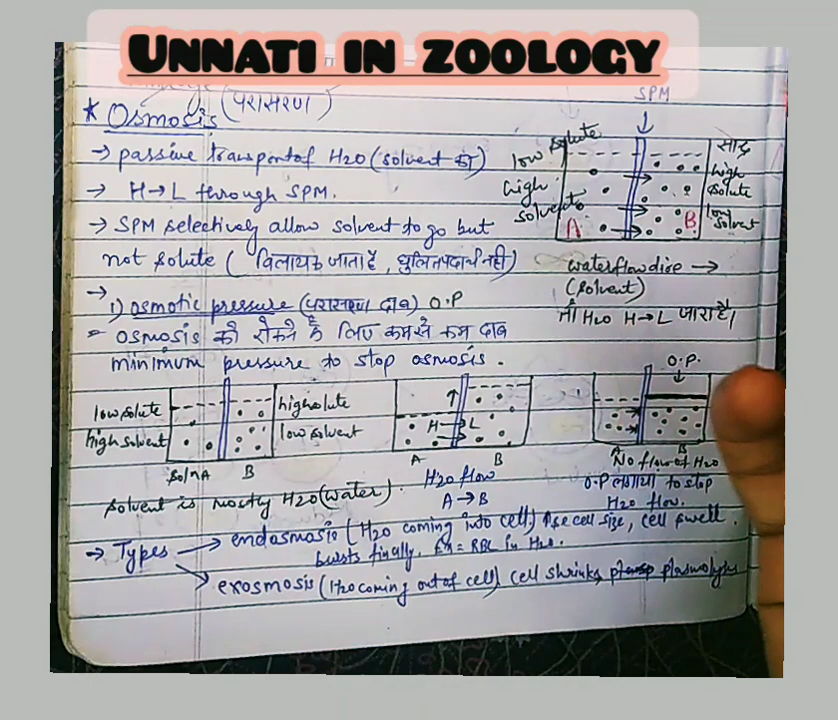 UNNATI IN ZOOLOGY
(परासरण)
* Osmosis
→ passive transport of H2O (solvent का)
→ H→L through SPM.
→ SPM selectively allow solvent to go but
not solute ( विलायक जाता है, घुलित पदार्थ नही)
→
1) osmotic pressure (परासरण दाब) O.P
= osmosis को रोकने के लिए कमसे कम दाब
minimum pressure to stop osmosis.
SPM
low solute
high solvent
A
B
high solute
low solvent
water flow dirc →
(solvent)
H2O H→L जा रहा है।
low solute
high solvent
high solute
low solvent
soln A
B
H→L
A
B
H2O flow
A→B
O.P.
B
No flow of H2O
O.P लगाया to stop
H2O flow.
solvent is mostly H2O (water).
→ Types → endosmosis (H2O coming into cell) cell size, cell swell.
bursts finally. Ex = RBC in H2O.
exosmosis (H2O coming out of cell) cell shrinks, plasmolysis